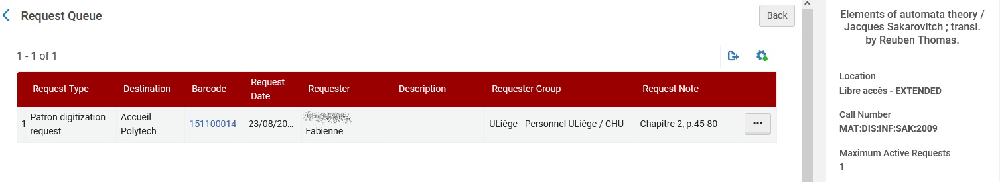 Request Queue
Back
1 - 1 of 1
Request Type
Destination
Barcode
Request
Date
Requester
Description
Requester Group
Request Note
1
Patron digitization
request
Accueil
Polytech
151100014
23/08/20...
Fabienne
-
ULiège - Personnel ULiège / CHU
Chapitre 2, p.45-80
Elements of automata theory /
Jacques Sakarovitch ; transl.
by Reuben Thomas.
Location
Libre accès - EXTENDED
Call Number
MAT:DIS:INF:SAK:2009
Maximum Active Requests
1